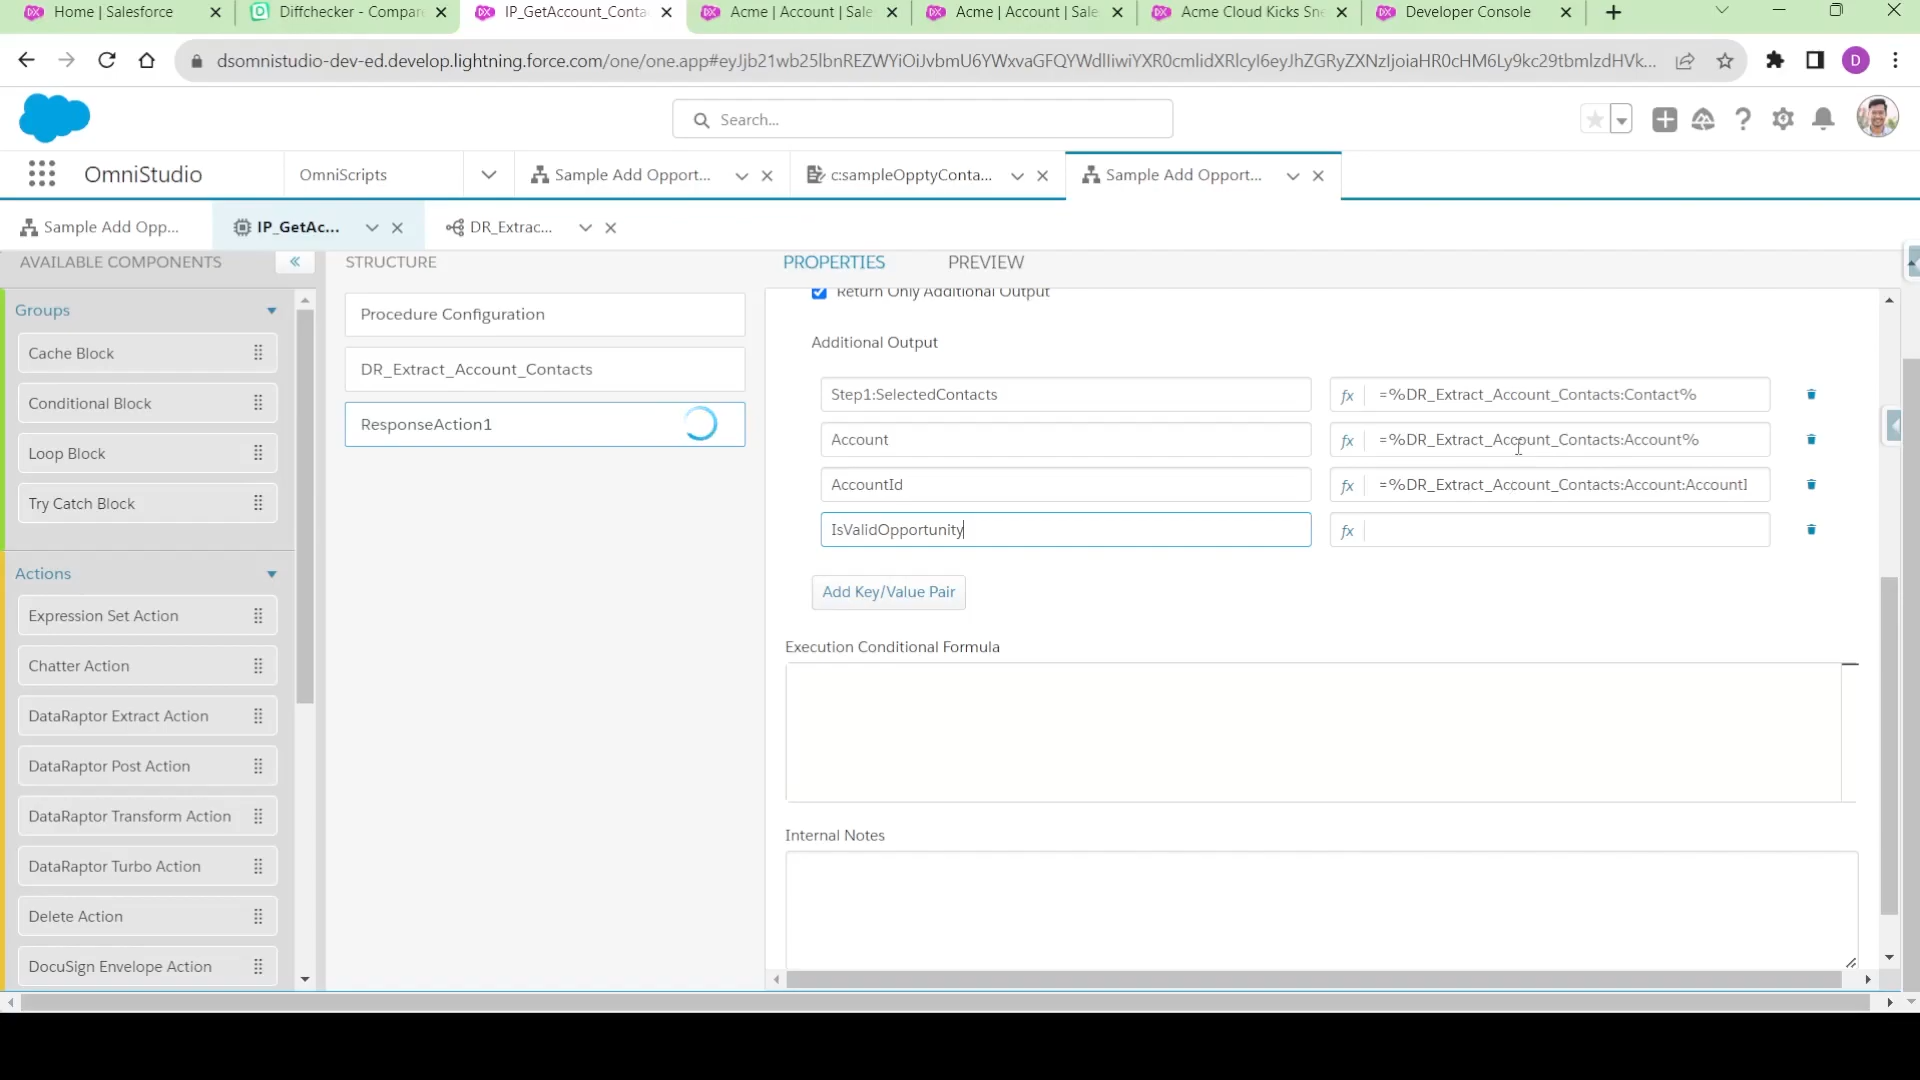 Home | Salesforce
Diffchecker - Compar
IP_GetAccount_Conta
Acme | Account | Sale
Acme | Account | Sale
Acme Cloud Kicks Sne
Developer Console
dsomnistudio-dev-ed.develop.lightning.force.com/one/one.app#eyJjb21wb25lbnREZWYiOiJvbmU6YWxvaGFQYWdlIiwiYXR0cmlidXRlcyI6eyJhZGRyZXNzIjoiaHR0cHM6Ly9kc29tbmlzdHVk...
D
Search...
OmniStudio
OmniScripts
Sample Add Opport...
c:sampleOpptyConta...
Sample Add Opport...
Sample Add Opp...
IP_GetAc...
DR_Extrac...
AVAILABLE COMPONENTS
STRUCTURE
PROPERTIES
PREVIEW
Groups
Cache Block
Conditional Block
Loop Block
Try Catch Block
Actions
Expression Set Action
Chatter Action
DataRaptor Extract Action
DataRaptor Post Action
DataRaptor Transform Action
DataRaptor Turbo Action
Delete Action
DocuSign Envelope Action
Procedure Configuration
DR_Extract_Account_Contacts
ResponseAction1
Return Only Additional Output
Additional Output
Step1:SelectedContacts
fx =%DR_Extract_Account_Contacts:Contact%
Account
fx =%DR_Extract_Account_Contacts:Account%
AccountId
fx =%DR_Extract_Account_Contacts:Account:AccountI
IsValidOpportunity
fx
Add Key/Value Pair
Execution Conditional Formula
Internal Notes